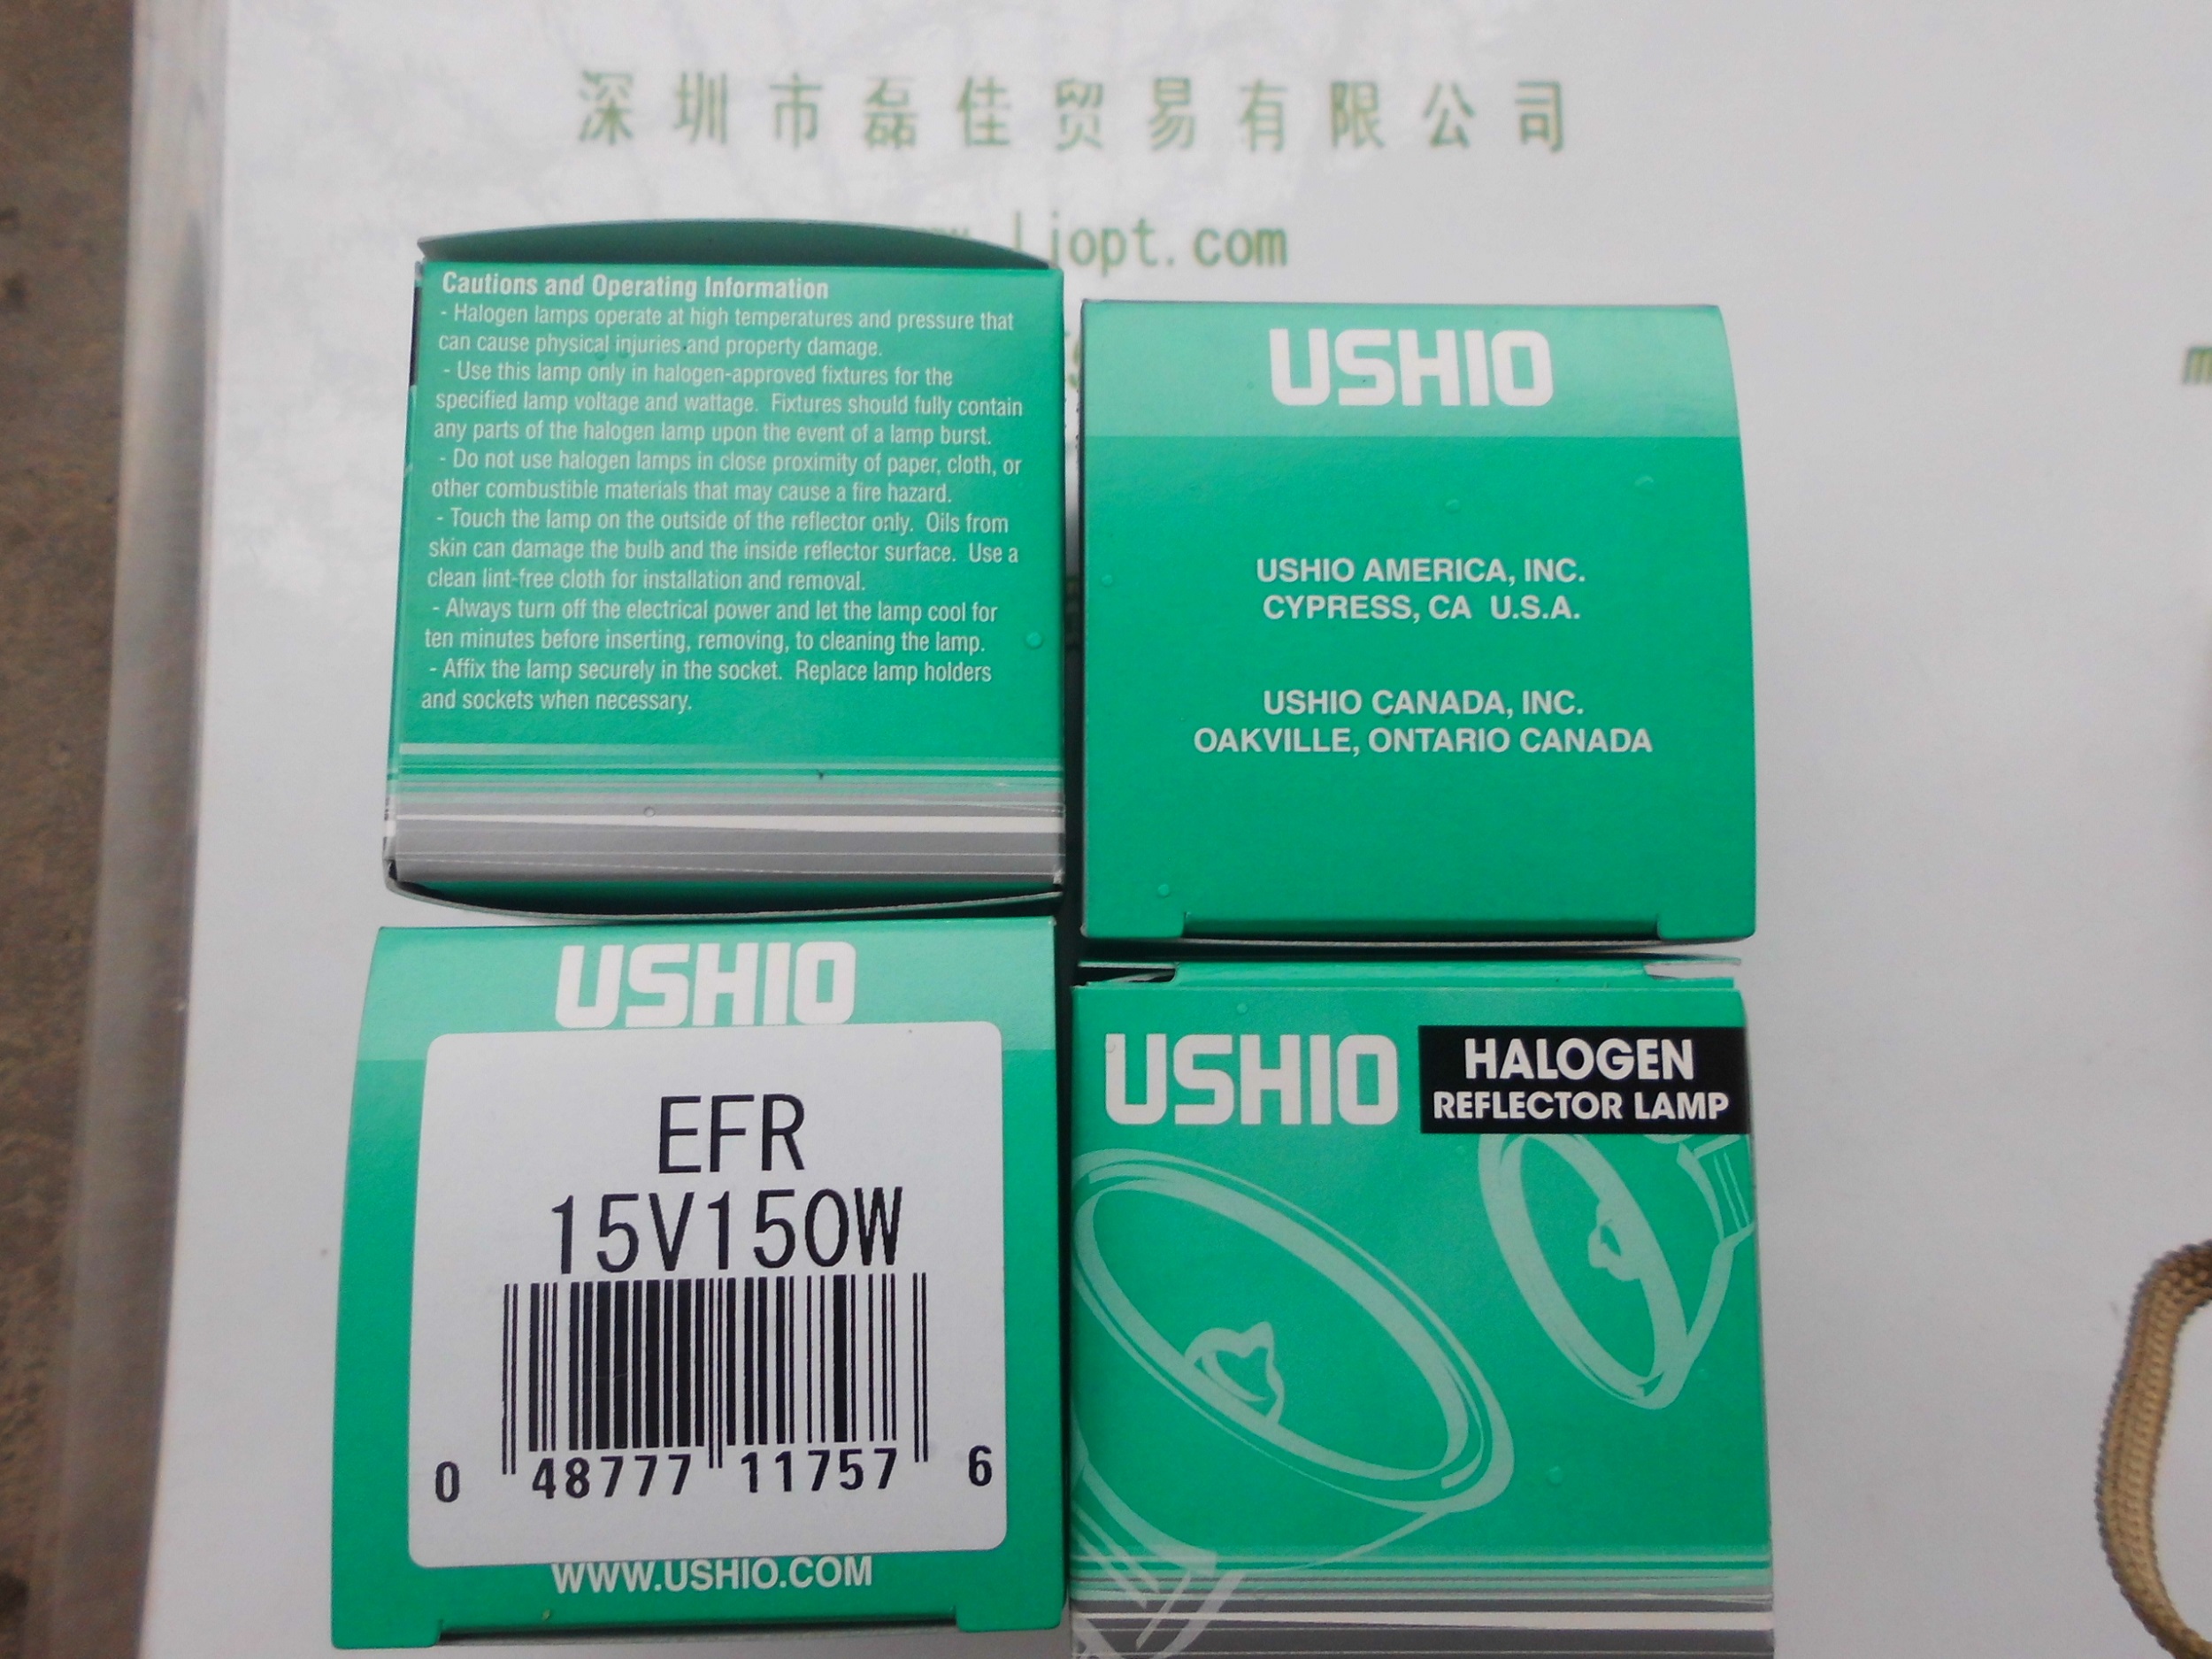 深圳市磊佳贸易有限公司
ljopt.com
Cautions and Operating Information
- Halogen lamps operate at high temperatures and pressure that
can cause physical injuries and property damage.
- Use this lamp only in halogen-approved fixtures for the
specified lamp voltage and wattage. Fixtures should fully contain
any parts of the halogen lamp upon the event of a lamp burst.
- Do not use halogen lamps in close proximity of paper, cloth, or
other combustible materials that may cause a fire hazard.
- Touch the lamp on the outside of the reflector only. Oils from
skin can damage the bulb and the inside reflector surface. Use a
clean lint-free cloth for installation and removal.
- Always turn off the electrical power and let the lamp cool for
ten minutes before inserting, removing, to cleaning the lamp.
- Affix the lamp securely in the socket. Replace lamp holders
and sockets when necessary.
USHIO
USHIO AMERICA, INC.
CYPRESS, CA U.S.A.
USHIO CANADA, INC.
OAKVILLE, ONTARIO CANADA
USHIO
EFR
15V150W
0 48777 11757 6
WWW.USHIO.COM
USHIO
HALOGEN
REFLECTOR LAMP